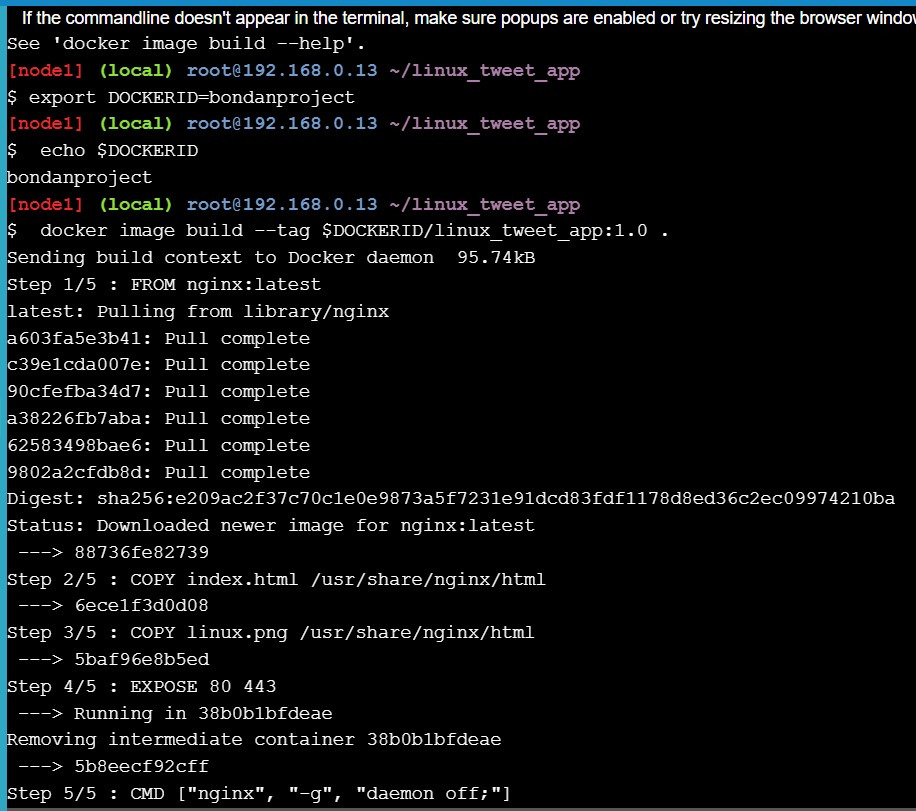 If the commandline doesn't appear in the terminal, make sure popups are enabled or try resizing the browser
See 'docker image build --help'.
[node1] (local) root@192.168.0.13 ~/linux_tweet_app
$ export DOCKERID=bondanproject
[node1] (local) root@192.168.0.13 ~/linux_tweet_app
$  echo $DOCKERID
bondanproject
[node1] (local) root@192.168.0.13 ~/linux_tweet_app
$  docker image build --tag $DOCKERID/linux_tweet_app:1.0 .
Sending build context to Docker daemon  95.74kB
Step 1/5 : FROM nginx:latest
latest: Pulling from library/nginx
a603fa5e3b41: Pull complete
c39e1cda007e: Pull complete
90cfefba34d7: Pull complete
a38226fb7aba: Pull complete
62583498bae6: Pull complete
9802a2cfdb8d: Pull complete
Digest: sha256:e209ac2f37c70c1e0e9873a5f7231e91dcd83fdf1178d8ed36c2ec09974210ba
Status: Downloaded newer image for nginx:latest
 ---> 88736fe82739
Step 2/5 : COPY index.html /usr/share/nginx/html
 ---> 6ece1f3d0d08
Step 3/5 : COPY linux.png /usr/share/nginx/html
 ---> 5baf96e8b5ed
Step 4/5 : EXPOSE 80 443
 ---> Running in 38b0b1bfdeae
Removing intermediate container 38b0b1bfdeae
 ---> 5b8eecf92cff
Step 5/5 : CMD ["nginx", "-g", "daemon off;"]